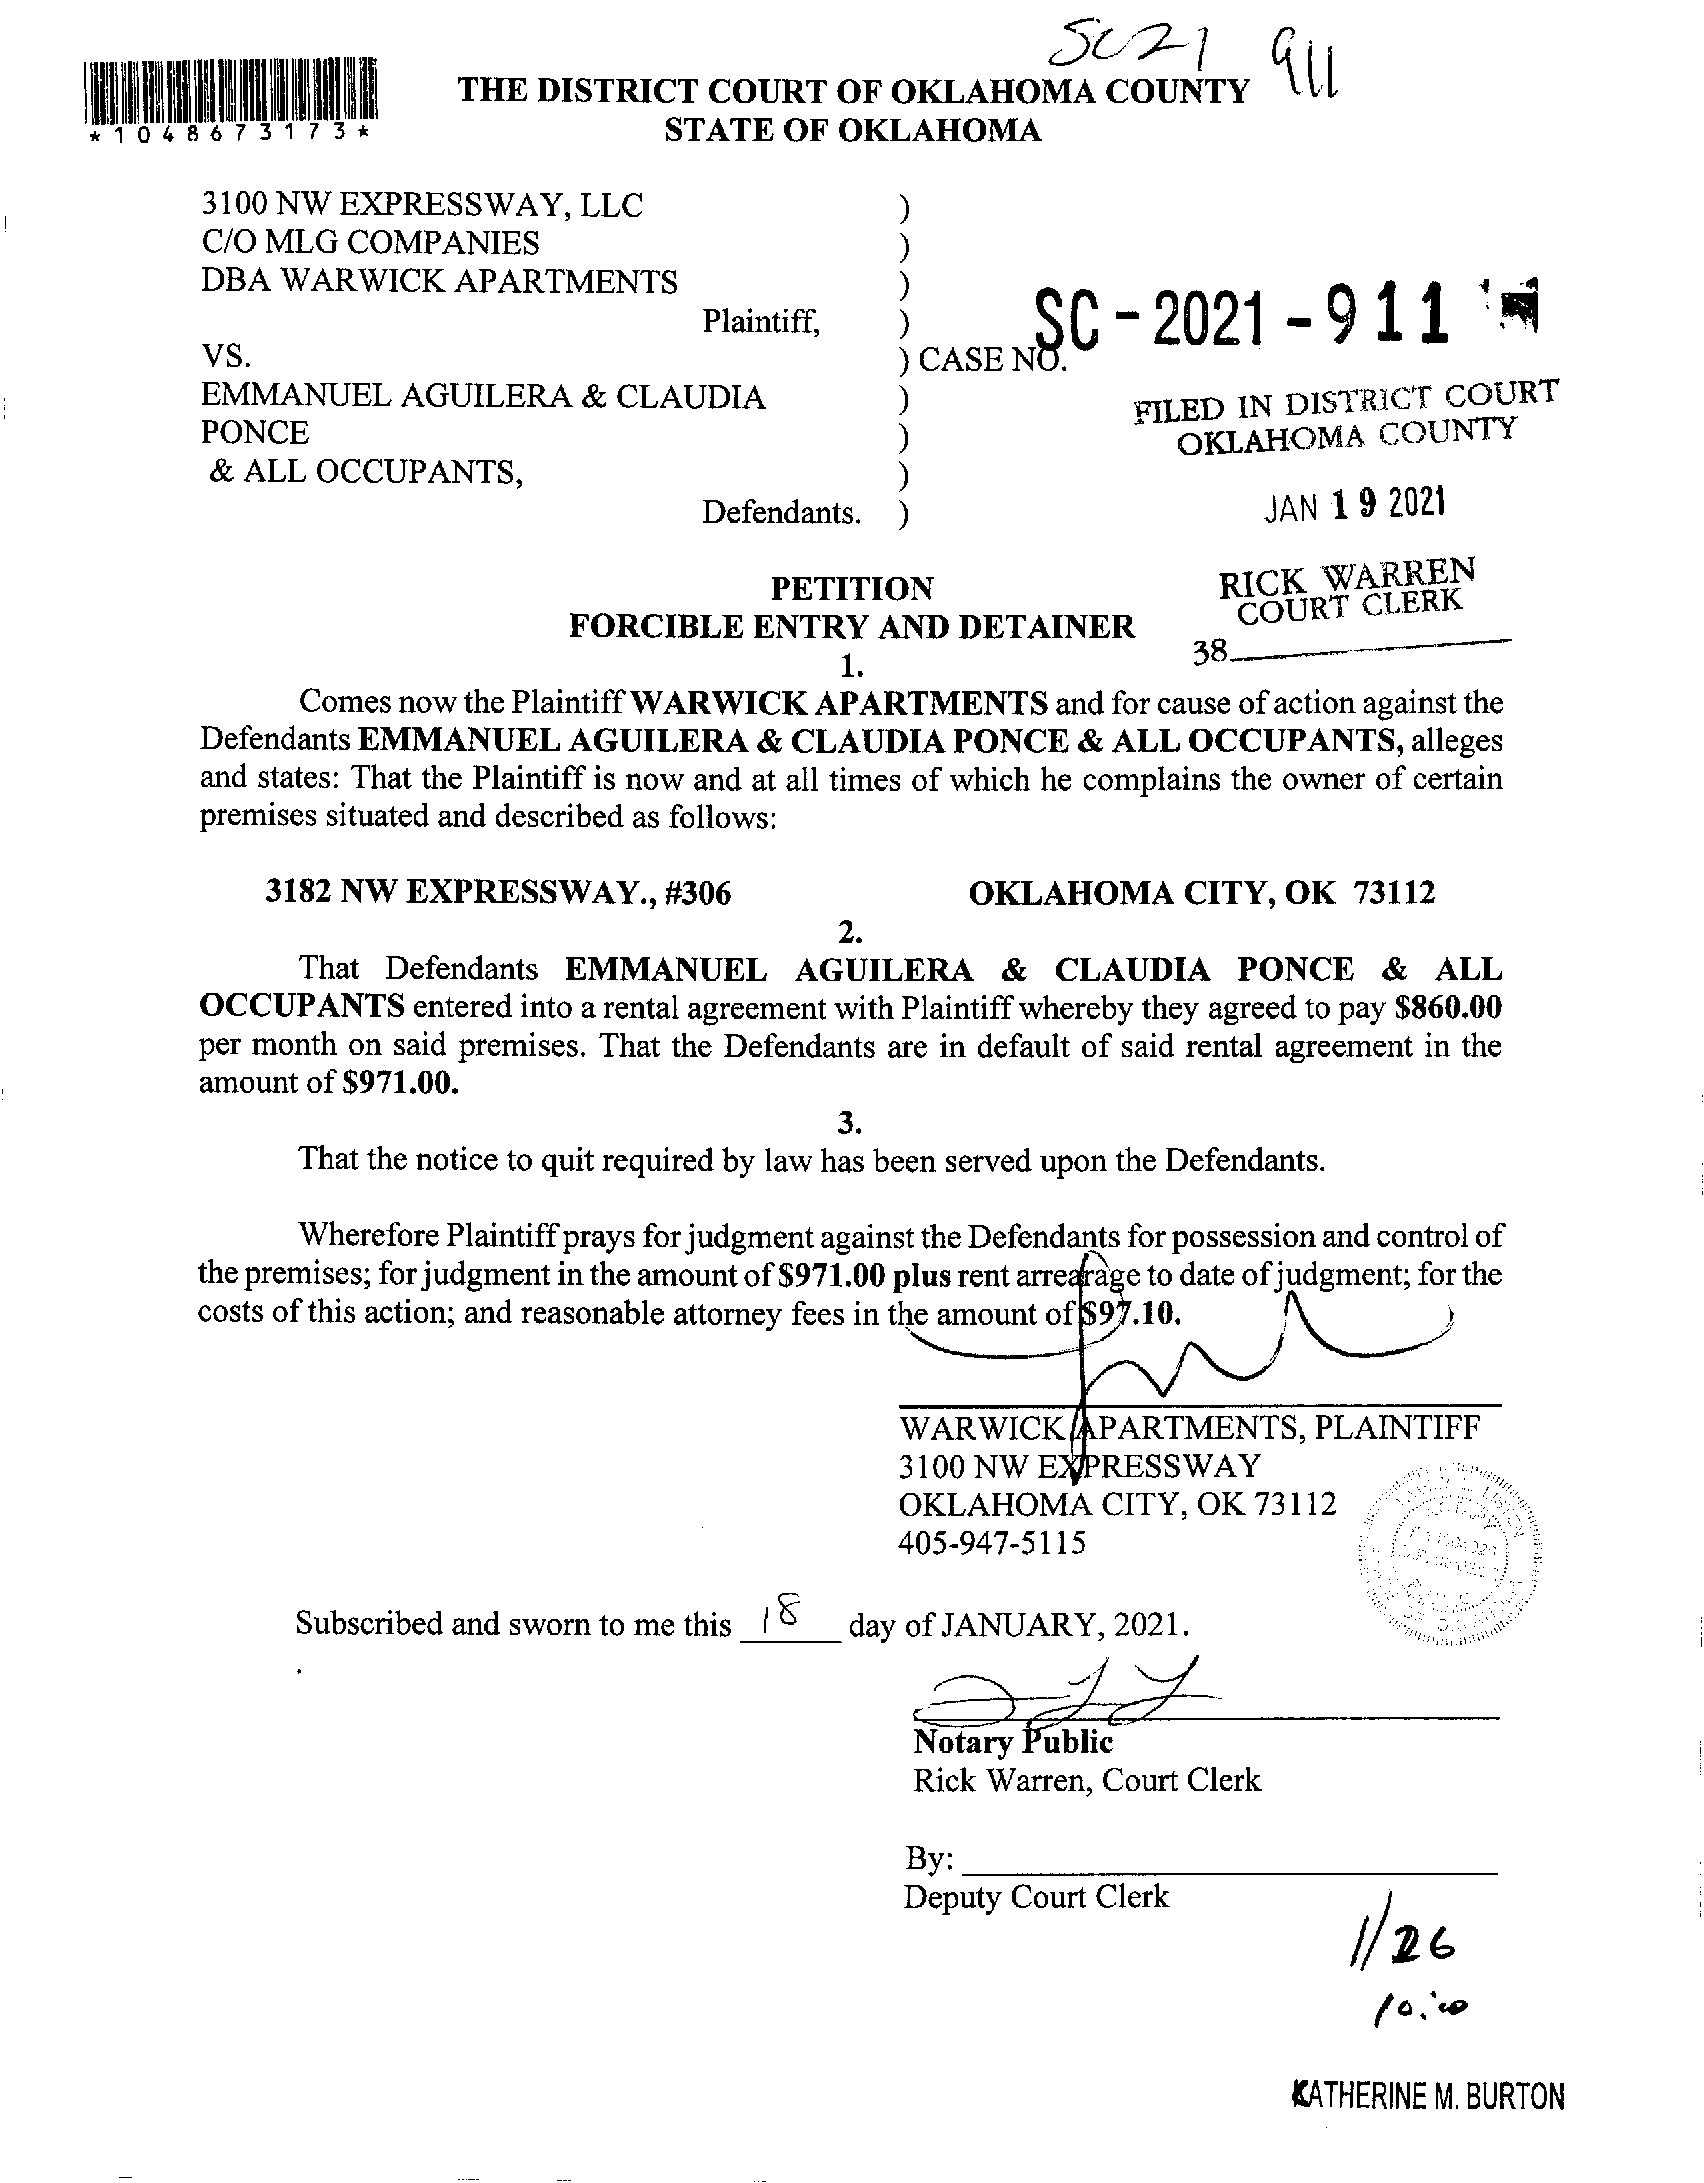 SC21 911
*1048673173*
THE DISTRICT COURT OF OKLAHOMA COUNTY
STATE OF OKLAHOMA
3100 NW EXPRESSWAY, LLC )
C/O MLG COMPANIES )
DBA WARWICK APARTMENTS )
Plaintiff, )
SC-2021-911
VS. ) CASE NO.
EMMANUEL AGUILERA & CLAUDIA )
PONCE )
& ALL OCCUPANTS, )
Defendants. )
FILED IN DISTRICT COURT
OKLAHOMA COUNTY
JAN 19 2021
RICK WARREN
COURT CLERK
38
PETITION
FORCIBLE ENTRY AND DETAINER
1.
Comes now the Plaintiff WARWICK APARTMENTS and for cause of action against the
Defendants EMMANUEL AGUILERA & CLAUDIA PONCE & ALL OCCUPANTS, alleges
and states: That the Plaintiff is now and at all times of which he complains the owner of certain
premises situated and described as follows:
3182 NW EXPRESSWAY., #306 OKLAHOMA CITY, OK 73112
2.
That Defendants EMMANUEL AGUILERA & CLAUDIA PONCE & ALL
OCCUPANTS entered into a rental agreement with Plaintiff whereby they agreed to pay $860.00
per month on said premises. That the Defendants are in default of said rental agreement in the
amount of $971.00.
3.
That the notice to quit required by law has been served upon the Defendants.
Wherefore Plaintiff prays for judgment against the Defendants for possession and control of
the premises; for judgment in the amount of $971.00 plus rent arrearage to date of judgment; for the
costs of this action; and reasonable attorney fees in the amount of $97.10.
WARWICK APARTMENTS, PLAINTIFF
3100 NW EXPRESSWAY
OKLAHOMA CITY, OK 73112
405-947-5115
Subscribed and sworn to me this 18 day of JANUARY, 2021.
Notary Public
Rick Warren, Court Clerk
By:
Deputy Court Clerk
1/26
10:00
KATHERINE M. BURTON